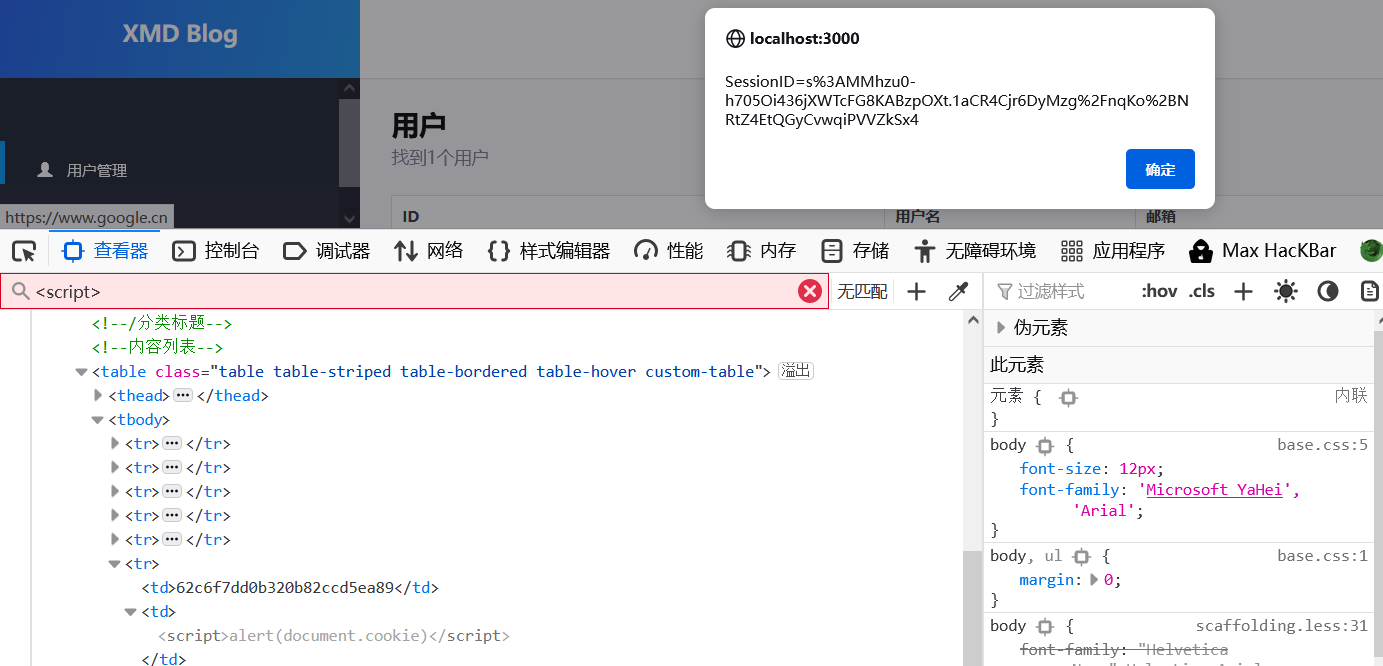 XMD Blog
localhost:3000
SessionID=s%3AMMhzu0-
h705Oi436jXWTcFG8KABzpOXt.1aCR4Cjr6DyMzg%2FnqKo%2BN
RtZ4EtQGyCvwqiPVVZkSx4
确定
用户
找到1个用户
用户管理
https://www.google.cn
ID 用户名 邮箱
查看器 控制台 调试器 网络 样式编辑器 性能 内存 存储 无障碍环境 应用程序 Max HacKBar
<script> 无匹配 过滤样式 :hov .cls
<!--/分类标题-->
<!--内容列表-->
<table class="table table-striped table-bordered table-hover custom-table"> 溢出
<thead>⋯</thead>
<tbody>
<tr>⋯</tr>
<tr>⋯</tr>
<tr>⋯</tr>
<tr>⋯</tr>
<tr>⋯</tr>
<tr>
<td>62c6f7dd0b320b82ccd5ea89</td>
<td>
<script>alert(document.cookie)</script>
</td>
伪元素
此元素
元素 { 内联
}
body { base.css:5
font-size: 12px;
font-family: 'Microsoft YaHei',
'Arial';
}
body, ul { base.css:1
margin: 0;
}
body { scaffolding.less:31
font-family: "Helvetica